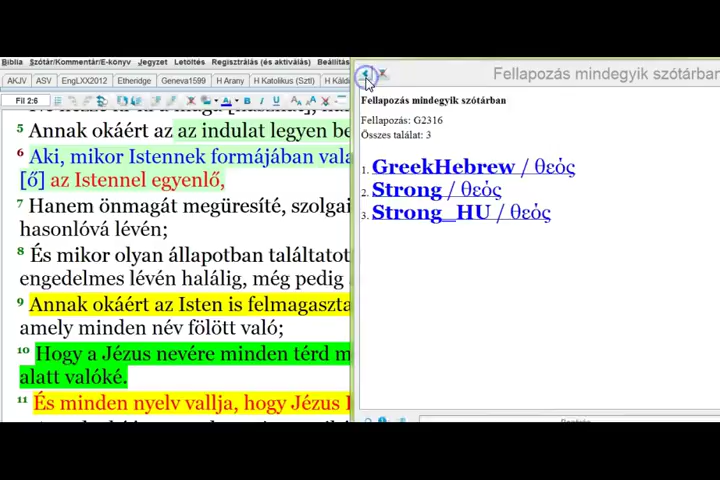 Biblia Szótár/Kommentár/E-könyv Jegyzet Letöltés Regisztrálás (és aktiválás) Beállítás
AKJV ASV EngLXX2012 Etheridge Geneva1599 H Arany H Katolikus (SztI) H Káld
Fil 2:6
5 Annak okáért az az indulat legyen be
6 Aki, mikor Istennek formájában vala
[ő] az Istennel egyenlő,
7 Hanem önmagát megüresíté, szolgai
hasonlóvá lévén;
8 És mikor olyan állapotban találtatot
engedelmes lévén halálig, még pedig
9 Annak okáért az Isten is felmagaszta
amely minden név fölött való;
10 Hogy a Jézus nevére minden térd m
alatt valóké.
11 És minden nyelv vallja, hogy Jézus
Fellapozás mindegyik szótárban
Fellapozás mindegyik szótárban
Fellapozás: G2316
Összes találat: 3
1. GreekHebrew / θεός
2. Strong / θεός
3. Strong_HU / θεός